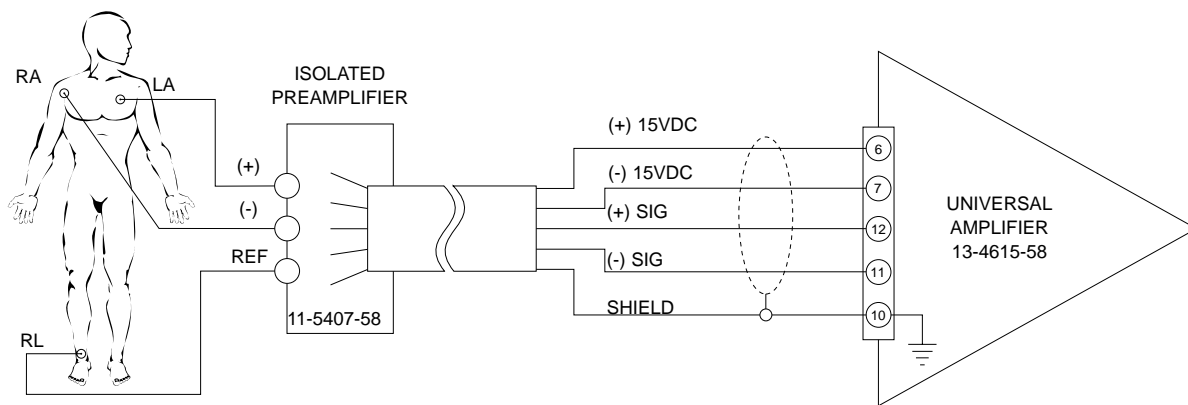 RA
LA
ISOLATED
PREAMPLIFIER
(+)
(-)
REF
11-5407-58
RL
(+) 15VDC
(-) 15VDC
(+) SIG
(-) SIG
SHIELD
6
7
12
11
10
UNIVERSAL
AMPLIFIER
13-4615-58